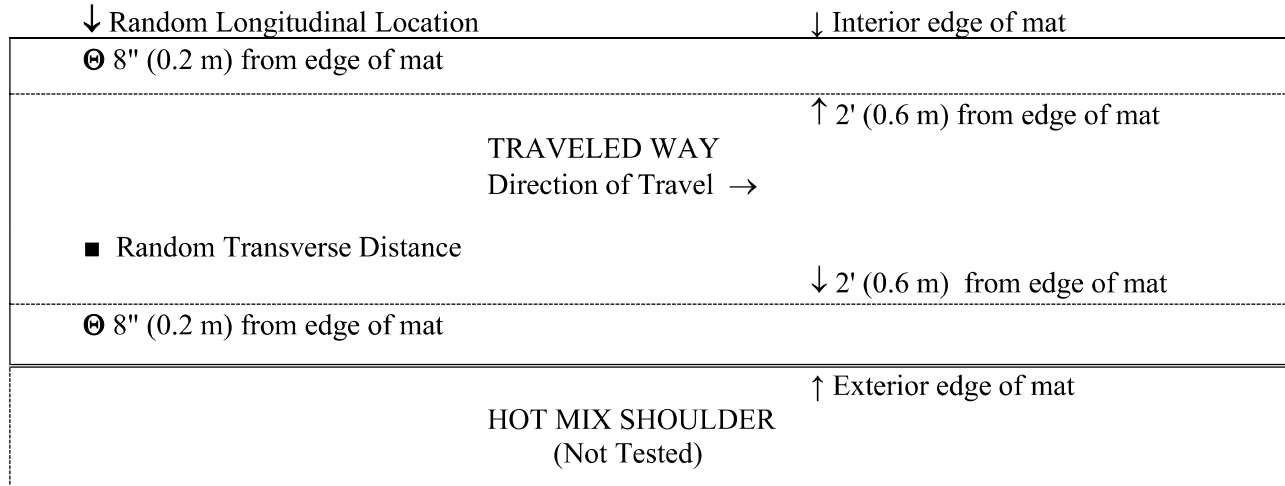 ↓ Random Longitudinal Location ↓ Interior edge of mat
Θ 8" (0.2 m) from edge of mat
↑ 2' (0.6 m) from edge of mat
TRAVELED WAY
Direction of Travel →
■ Random Transverse Distance
↓ 2' (0.6 m) from edge of mat
Θ 8" (0.2 m) from edge of mat
↑ Exterior edge of mat
HOT MIX SHOULDER
(Not Tested)